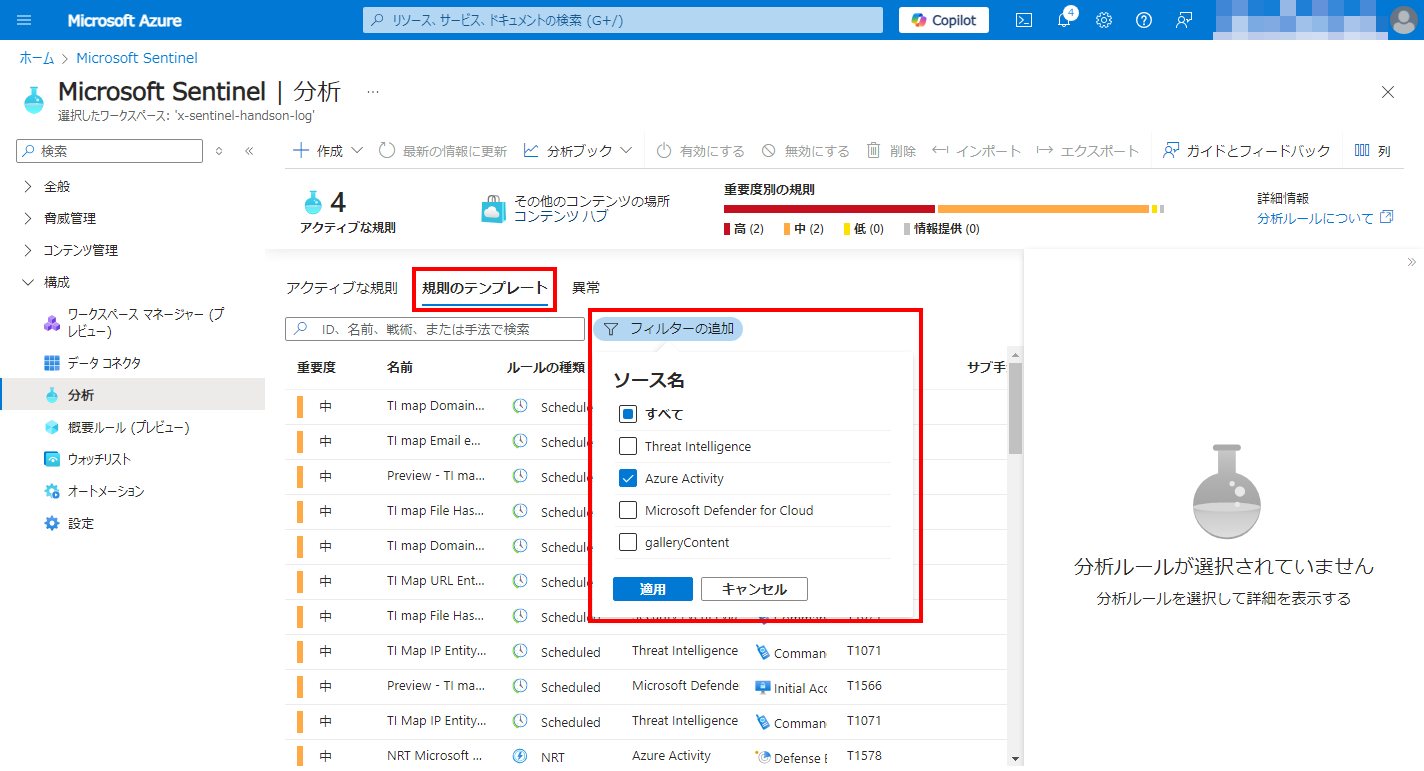 Microsoft Azure
リソース、サービス、ドキュメントの検索 (G+/)
Copilot
4
ホーム > Microsoft Sentinel
Microsoft Sentinel | 分析 ...
選択したワークスペース: 'x-sentinel-handson-log'
検索
全般
脅威管理
コンテンツ管理
構成
ワークスペース マネージャー (プ
レビュー)
データ コネクタ
分析
概要ルール (プレビュー)
ウォッチリスト
オートメーション
設定
作成 最新の情報に更新 分析ブック 有効にする 無効にする 削除 インポート エクスポート ガイドとフィードバック 列
4
アクティブな規則
その他のコンテンツの場所
コンテンツ ハブ
重要度別の規則
高 (2) 中 (2) 低 (0) 情報提供 (0)
詳細情報
分析ルールについて
アクティブな規則 規則のテンプレート 異常
ID、名前、戦術、または手法で検索
フィルターの追加
重要度 名前 ルールの種類 サブ手
中 TI map Domain... Schedule
中 TI map Email e... Schedule
中 Preview - TI ma... Schedule
中 TI map File Has... Schedule
中 TI map Domain... Schedule
中 TI Map URL Ent... Schedule
中 TI map File Has... Schedule
中 TI Map IP Entity... Scheduled Threat Intelligence Comman T1071
中 Preview - TI ma... Scheduled Microsoft Defende Initial Acc T1566
中 TI Map IP Entity... Scheduled Threat Intelligence Comman T1071
中 NRT Microsoft ... NRT Azure Activity Defense E T1578
ソース名
すべて
Threat Intelligence
Azure Activity
Microsoft Defender for Cloud
galleryContent
適用 キャンセル
分析ルールが選択されていません
分析ルールを選択して詳細を表示する